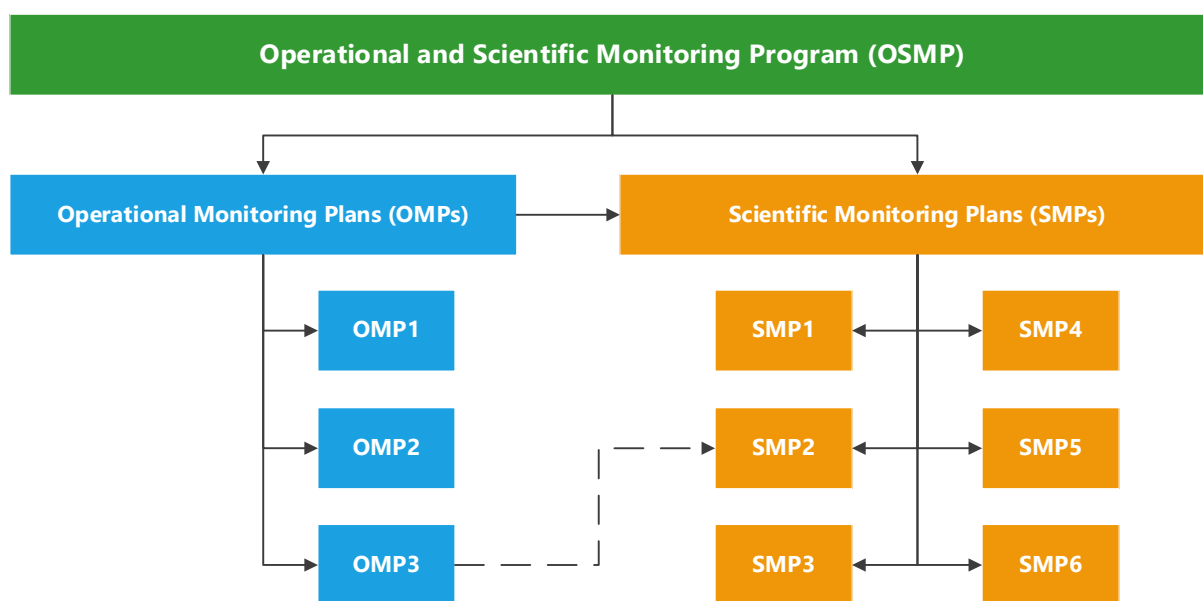 Operational and Scientific Monitoring Program (OSMP)
Operational Monitoring Plans (OMPs)
Scientific Monitoring Plans (SMPs)
OMP1
SMP1
SMP4
OMP2
SMP2
SMP5
OMP3
SMP3
SMP6